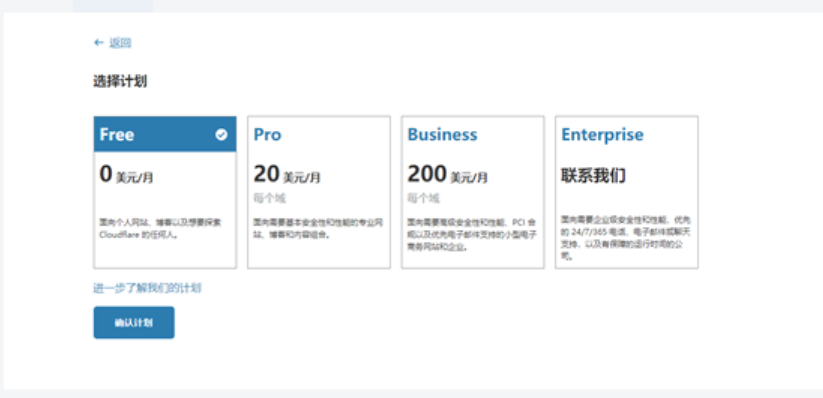 ← 返回
选择计划
Free
0 美元/月
面向个人网站、博客以及想要探索
Cloudflare 的任何人。
Pro
20 美元/月
每个域
面向需要基本安全性和性能的专业网
站、博客和内容组合。
Business
200 美元/月
每个域
面向需要高级安全性和性能、PCI 合
规以及优先电子邮件支持的小型电子
商务网站和企业。
Enterprise
联系我们
面向需要企业级安全性和性能、优先
的 24/7/365 电话、电子邮件或聊天
支持、以及有保障的运行时间的公
司。
进一步了解我们的计划
确认计划